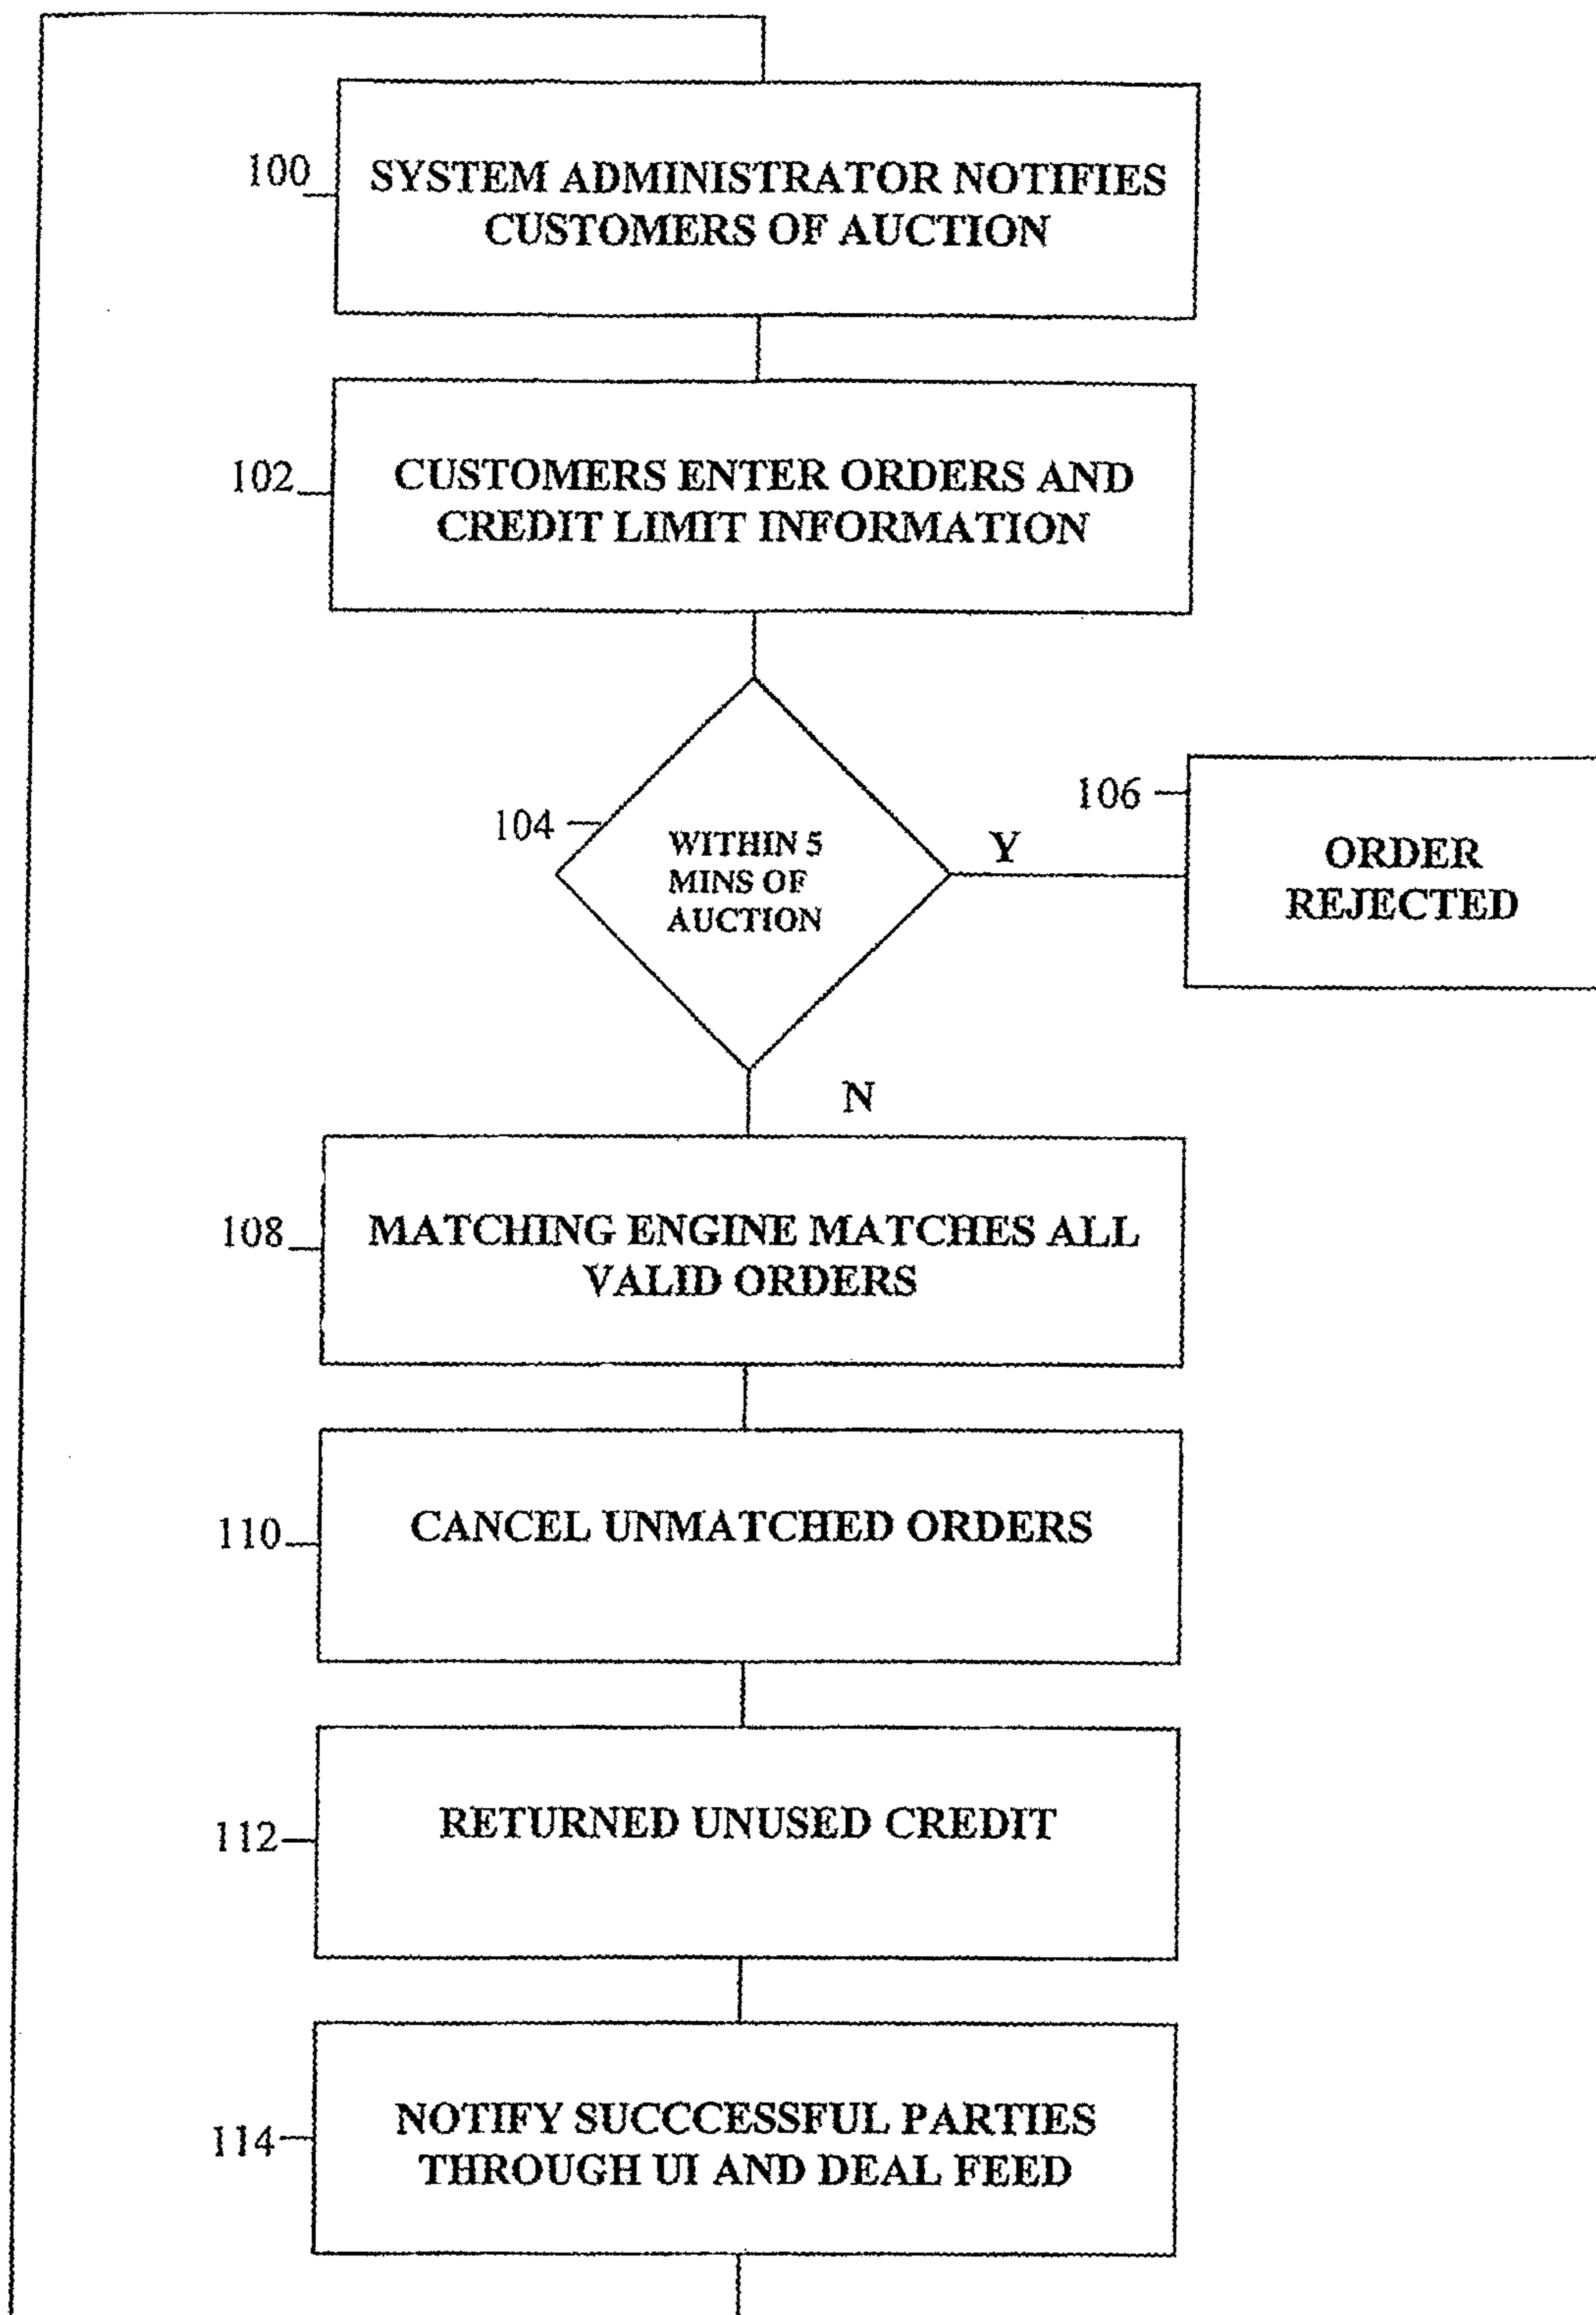 100
SYSTEM ADMINISTRATOR NOTIFIES
CUSTOMERS OF AUCTION
102
CUSTOMERS ENTER ORDERS AND
CREDIT LIMIT INFORMATION
104
WITHIN 5
MINS OF
AUCTION
Y
106
ORDER
REJECTED
N
108
MATCHING ENGINE MATCHES ALL
VALID ORDERS
110
CANCEL UNMATCHED ORDERS
112
RETURNED UNUSED CREDIT
114
NOTIFY SUCCCESSFUL PARTIES
THROUGH UI AND DEAL FEED